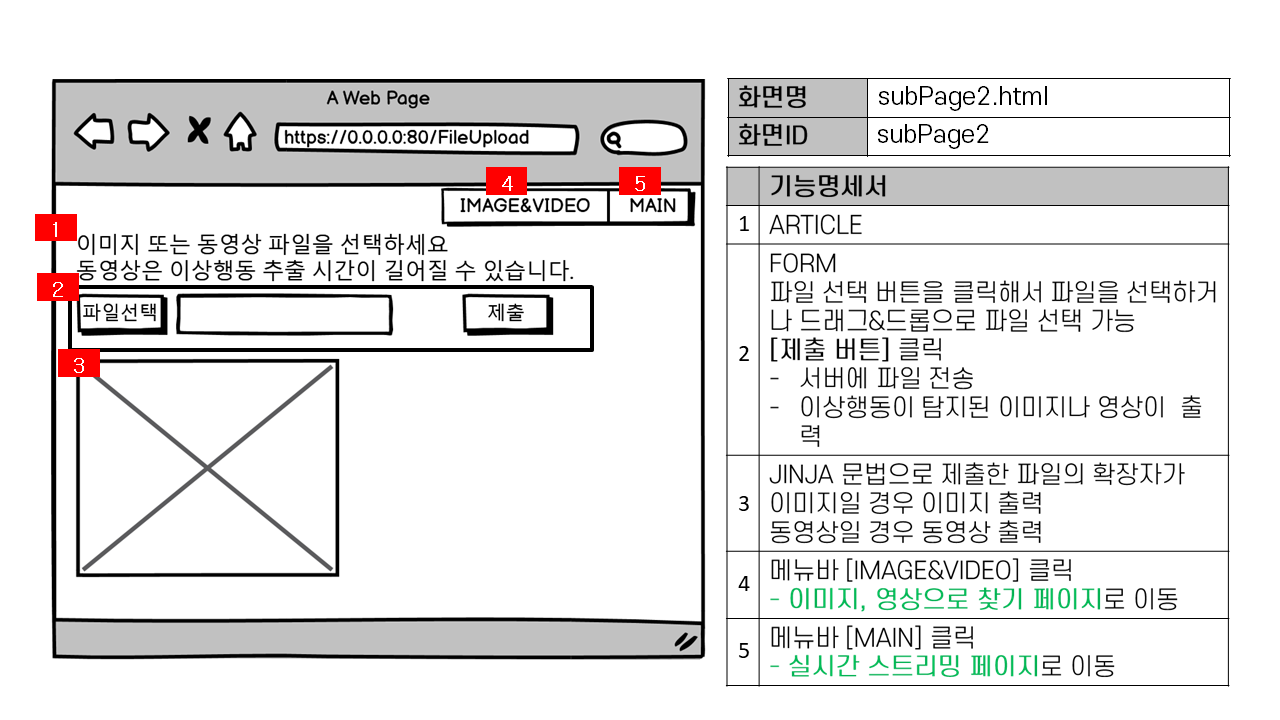 A Web Page
https://0.0.0.0:80/FileUpload
4
5
IMAGE&VIDEO
MAIN
1
이미지 또는 동영상 파일을 선택하세요
동영상은 이상행동 추출 시간이 길어질 수 있습니다.
2
파일선택
제출
3
화면명
subPage2.html
화면ID
subPage2
기능명세서
1
ARTICLE
2
FORM
파일 선택 버튼을 클릭해서 파일을 선택하거
나 드래그&드롭으로 파일 선택 가능
[제출 버튼] 클릭
- 서버에 파일 전송
- 이상행동이 탐지된 이미지나 영상이 출
력
3
JINJA 문법으로 제출한 파일의 확장자가
이미지일 경우 이미지 출력
동영상일 경우 동영상 출력
4
메뉴바 [IMAGE&VIDEO] 클릭
- 이미지, 영상으로 찾기 페이지로 이동
5
메뉴바 [MAIN] 클릭
- 실시간 스트리밍 페이지로 이동